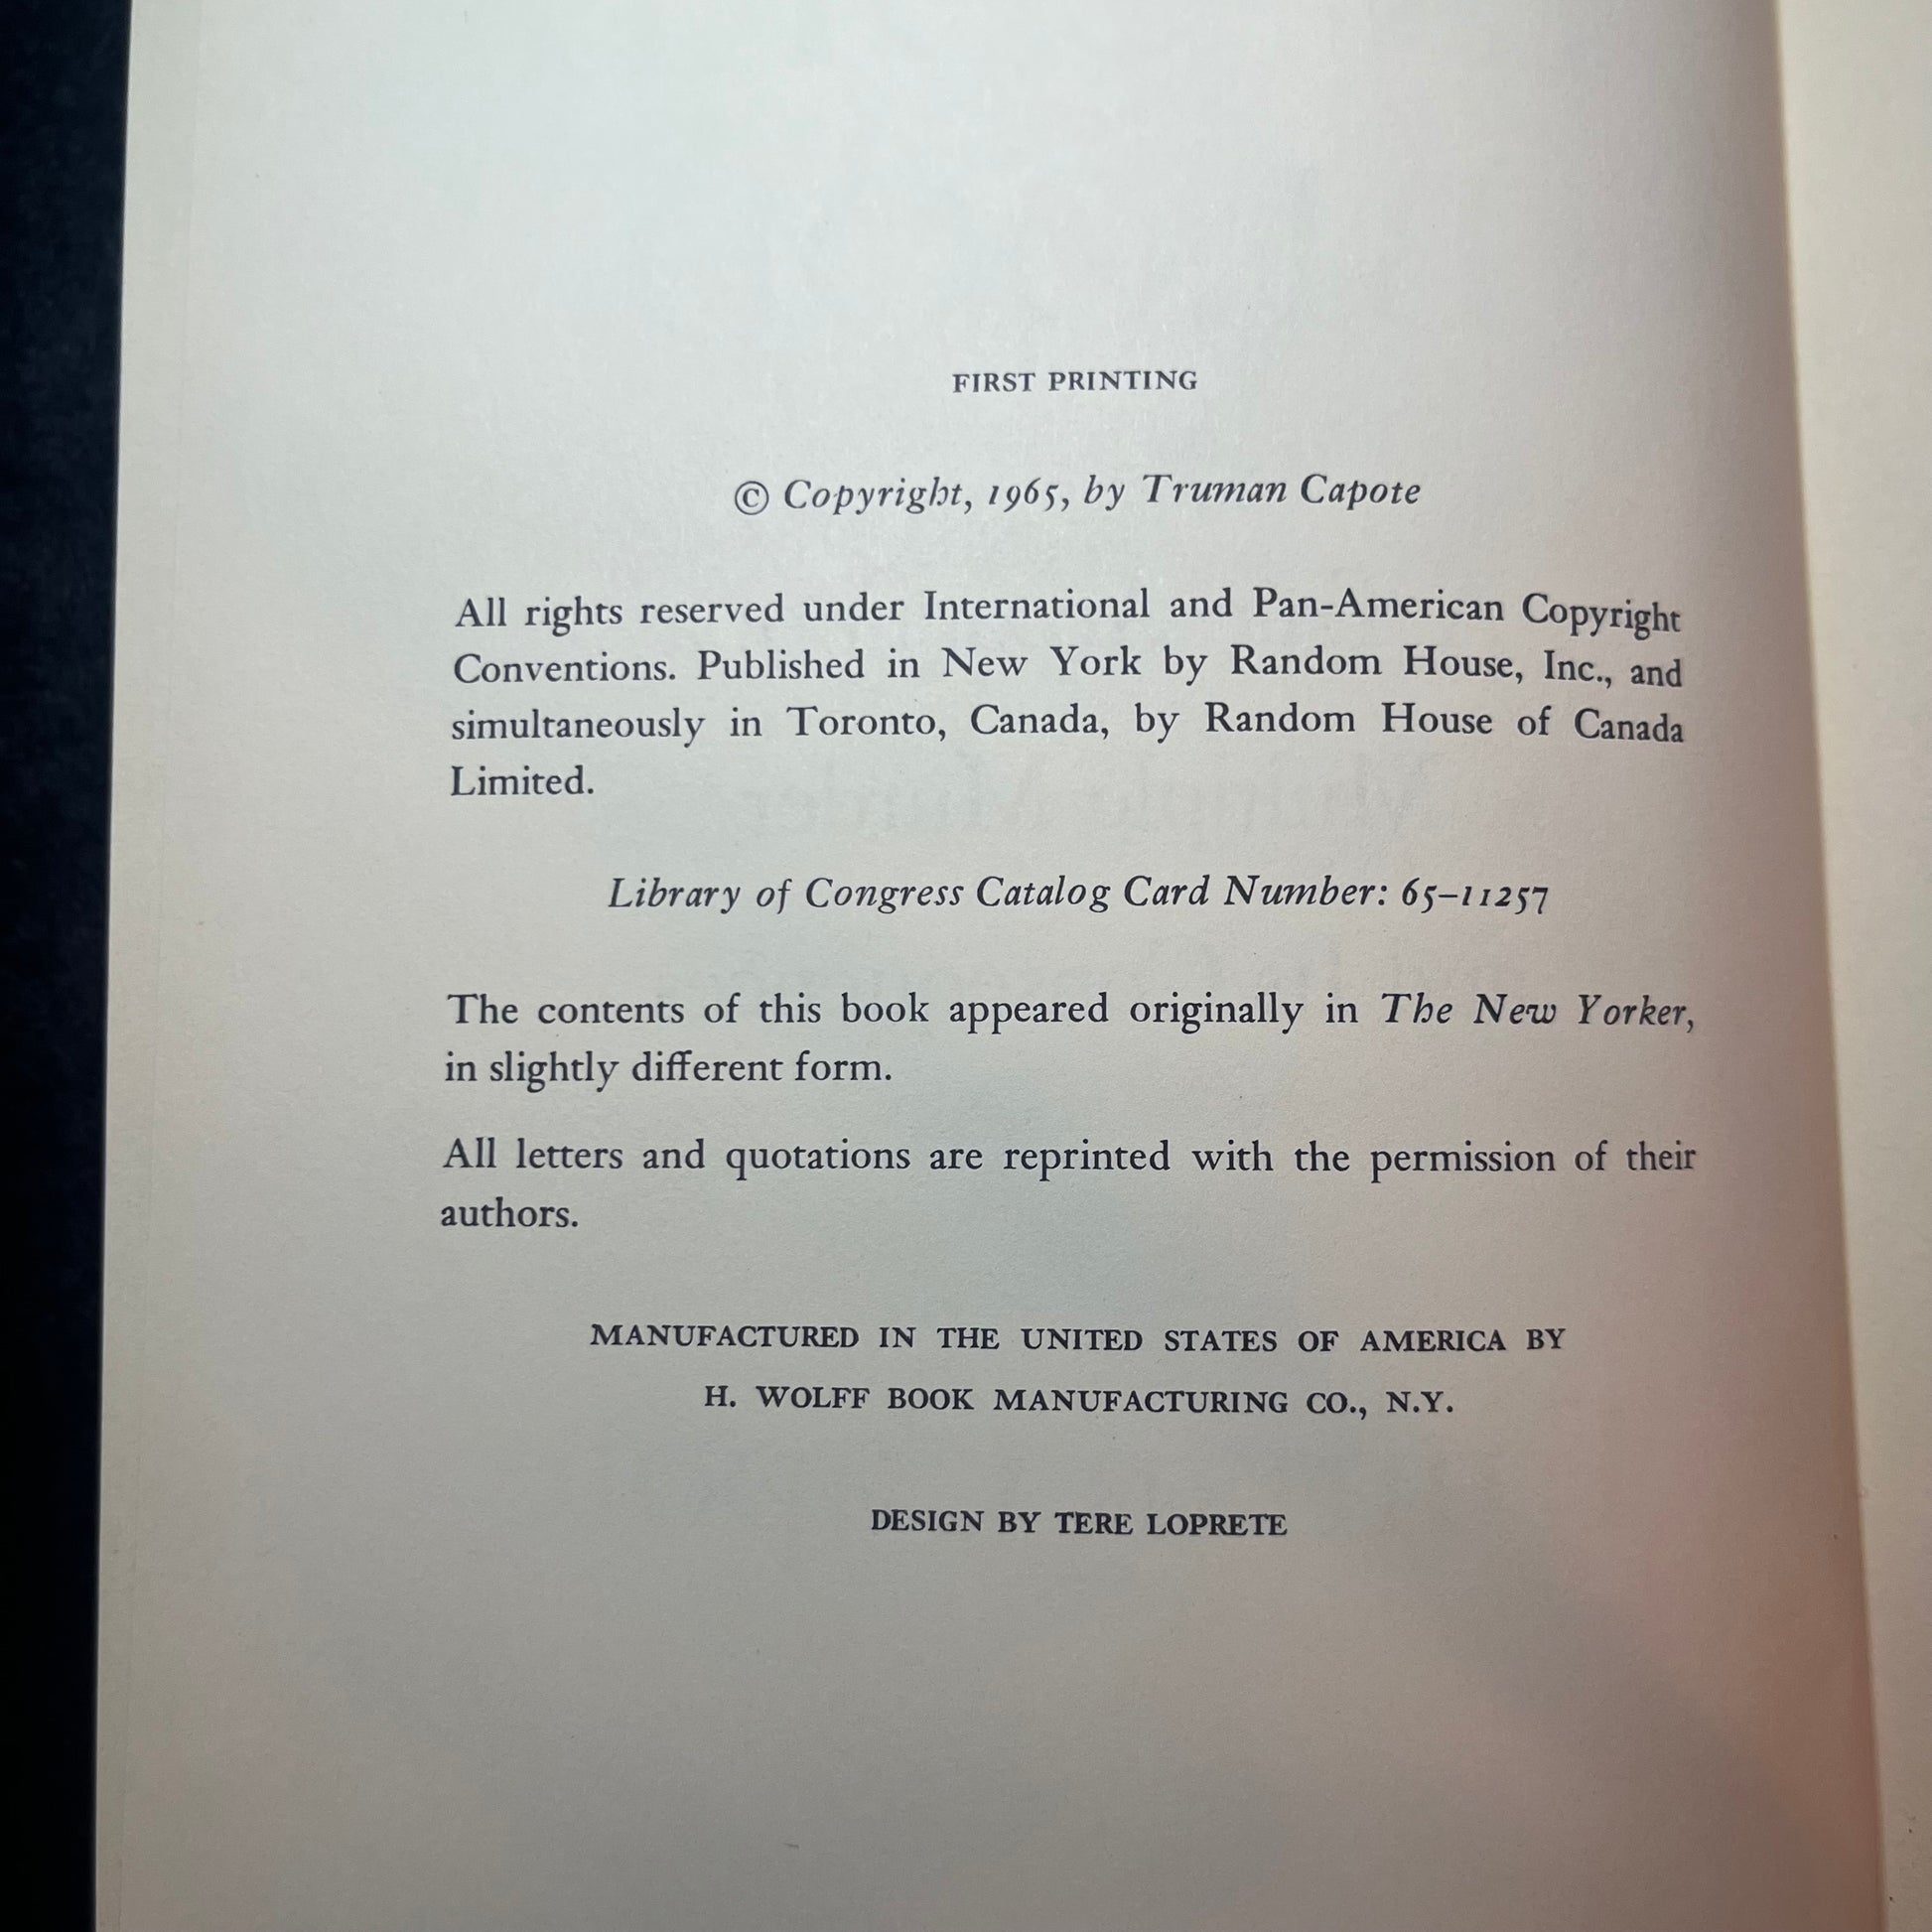 FIRST PRINTING
© Copyright, 1965, by Truman Capote
All rights reserved under International and Pan-American Copyright
Conventions. Published in New York by Random House, Inc., and
simultaneously in Toronto, Canada, by Random House of Canada
Limited.
Library of Congress Catalog Card Number: 65–11257
The contents of this book appeared originally in The New Yorker,
in slightly different form.
All letters and quotations are reprinted with the permission of their
authors.
MANUFACTURED IN THE UNITED STATES OF AMERICA BY
H. WOLFF BOOK MANUFACTURING CO., N.Y.
DESIGN BY TERE LOPRETE